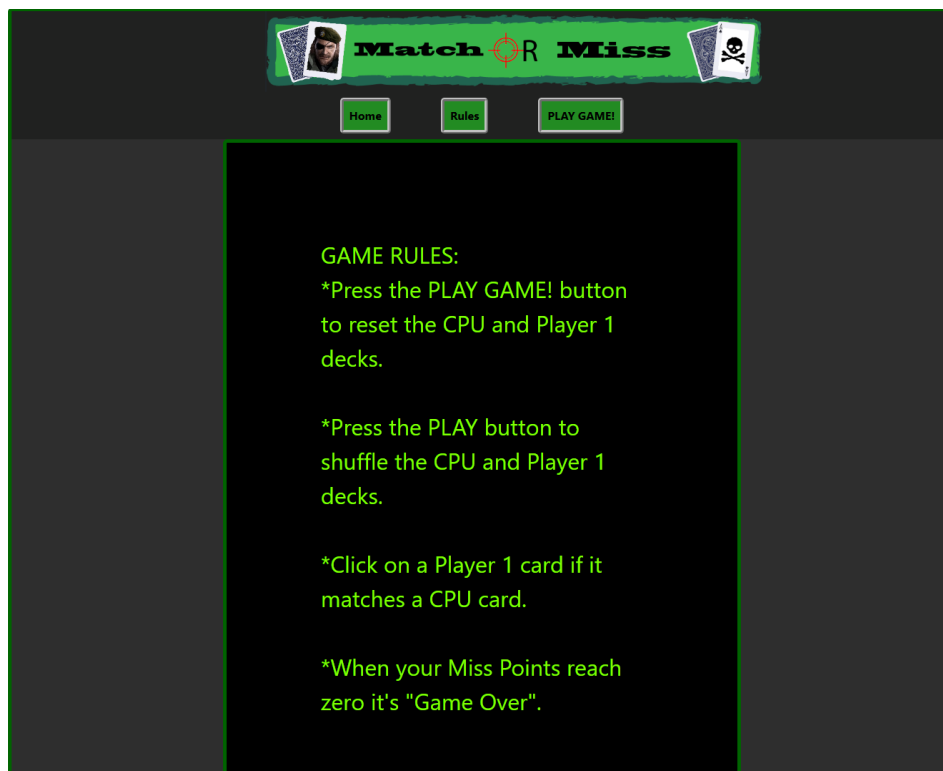 Match OR Miss
Home Rules PLAY GAME!
GAME RULES:
*Press the PLAY GAME! button
to reset the CPU and Player 1
decks.
*Press the PLAY button to
shuffle the CPU and Player 1
decks.
*Click on a Player 1 card if it
matches a CPU card.
*When your Miss Points reach
zero it's "Game Over".